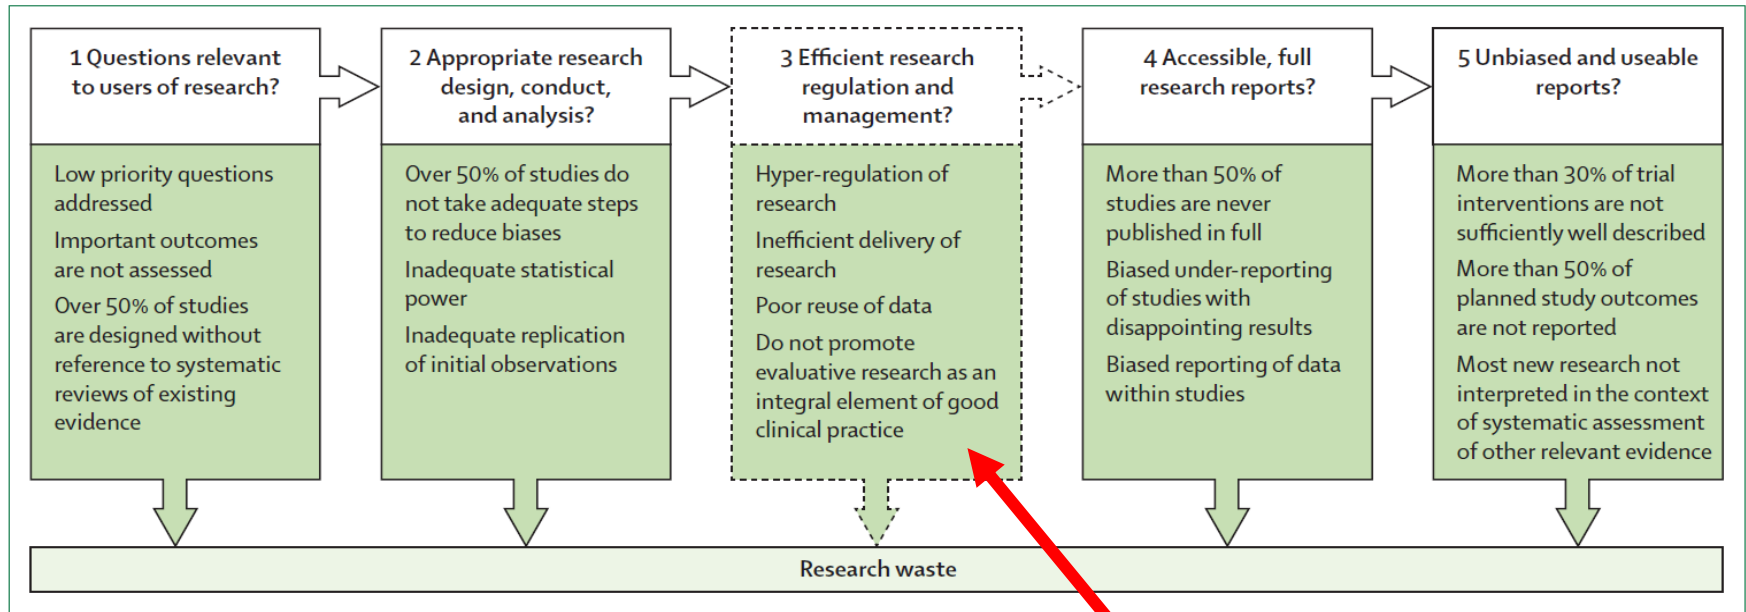 1 Questions relevant
to users of research?
Low priority questions
addressed
Important outcomes
are not assessed
Over 50% of studies
are designed without
reference to systematic
reviews of existing
evidence
2 Appropriate research
design, conduct,
and analysis?
Over 50% of studies do
not take adequate steps
to reduce biases
Inadequate statistical
power
Inadequate replication
of initial observations
3 Efficient research
regulation and
management?
Hyper-regulation of
research
Inefficient delivery of
research
Poor reuse of data
Do not promote
evaluative research as an
integral element of good
clinical practice
4 Accessible, full
research reports?
More than 50% of
studies are never
published in full
Biased under-reporting
of studies with
disappointing results
Biased reporting of data
within studies
5 Unbiased and useable
reports?
More than 30% of trial
interventions are not
sufficiently well described
More than 50% of
planned study outcomes
are not reported
Most new research not
interpreted in the context
of systematic assessment
of other relevant evidence
Research waste